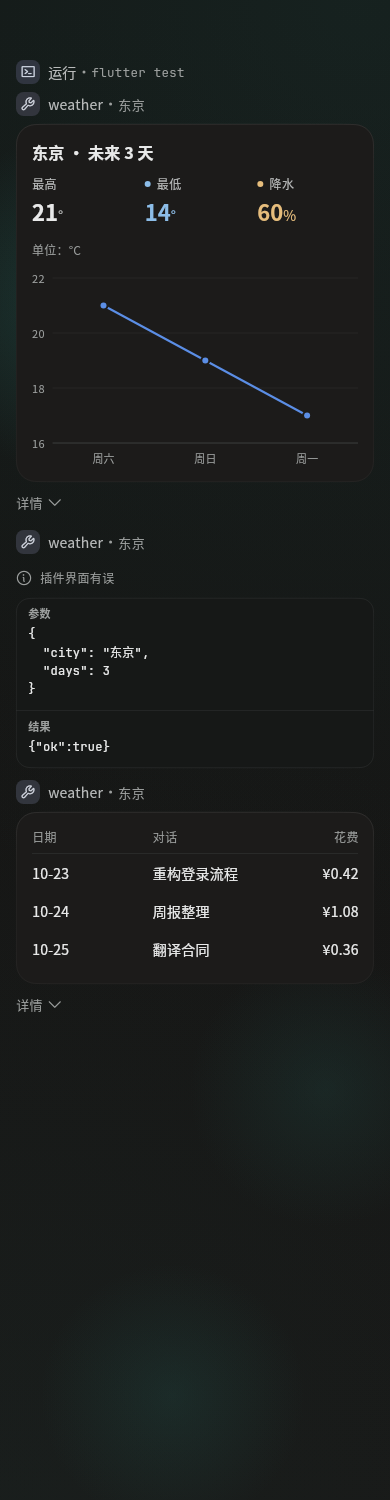 运行・flutter test
weather・东京
东京 · 未来 3 天
最高 最低 降水
21° 14° 60%
单位: °C
22
20
18
16
周六 周日 周一
详情
weather・东京
插件界面有误
参数
{
  "city": "东京",
  "days": 3
}
结果
{"ok":true}
weather・东京
日期 对话 花费
10-23 重构登录流程 ¥0.42
10-24 周报整理 ¥1.08
10-25 翻译合同 ¥0.36
详情